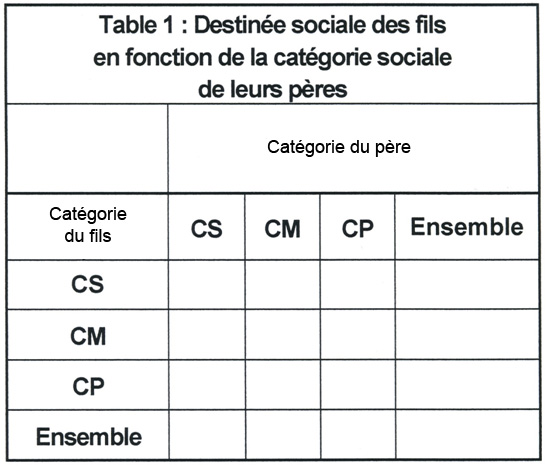 Table 1 : Destinée sociale des fils
en fonction de la catégorie sociale
de leurs pères
Catégorie du père
Catégorie
du fils
CS CM CP Ensemble
CS
CM
CP
Ensemble